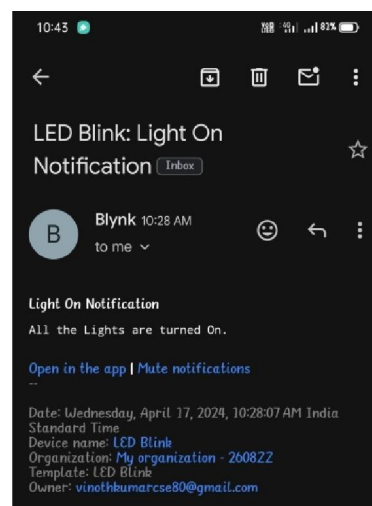 10:43
82%
LED Blink: Light On
Notification Inbox
B
Blynk 10:28 AM
to me
Light On Notification
All the Lights are turned On.
Open in the app | Mute notifications
--
Date: Wednesday, April 17, 2024, 10:28:07 AM India
Standard Time
Device name: LED Blink
Organization: My organization - 260822
Template: LED Blink
Owner: vinothkumarcse80@gmail.com